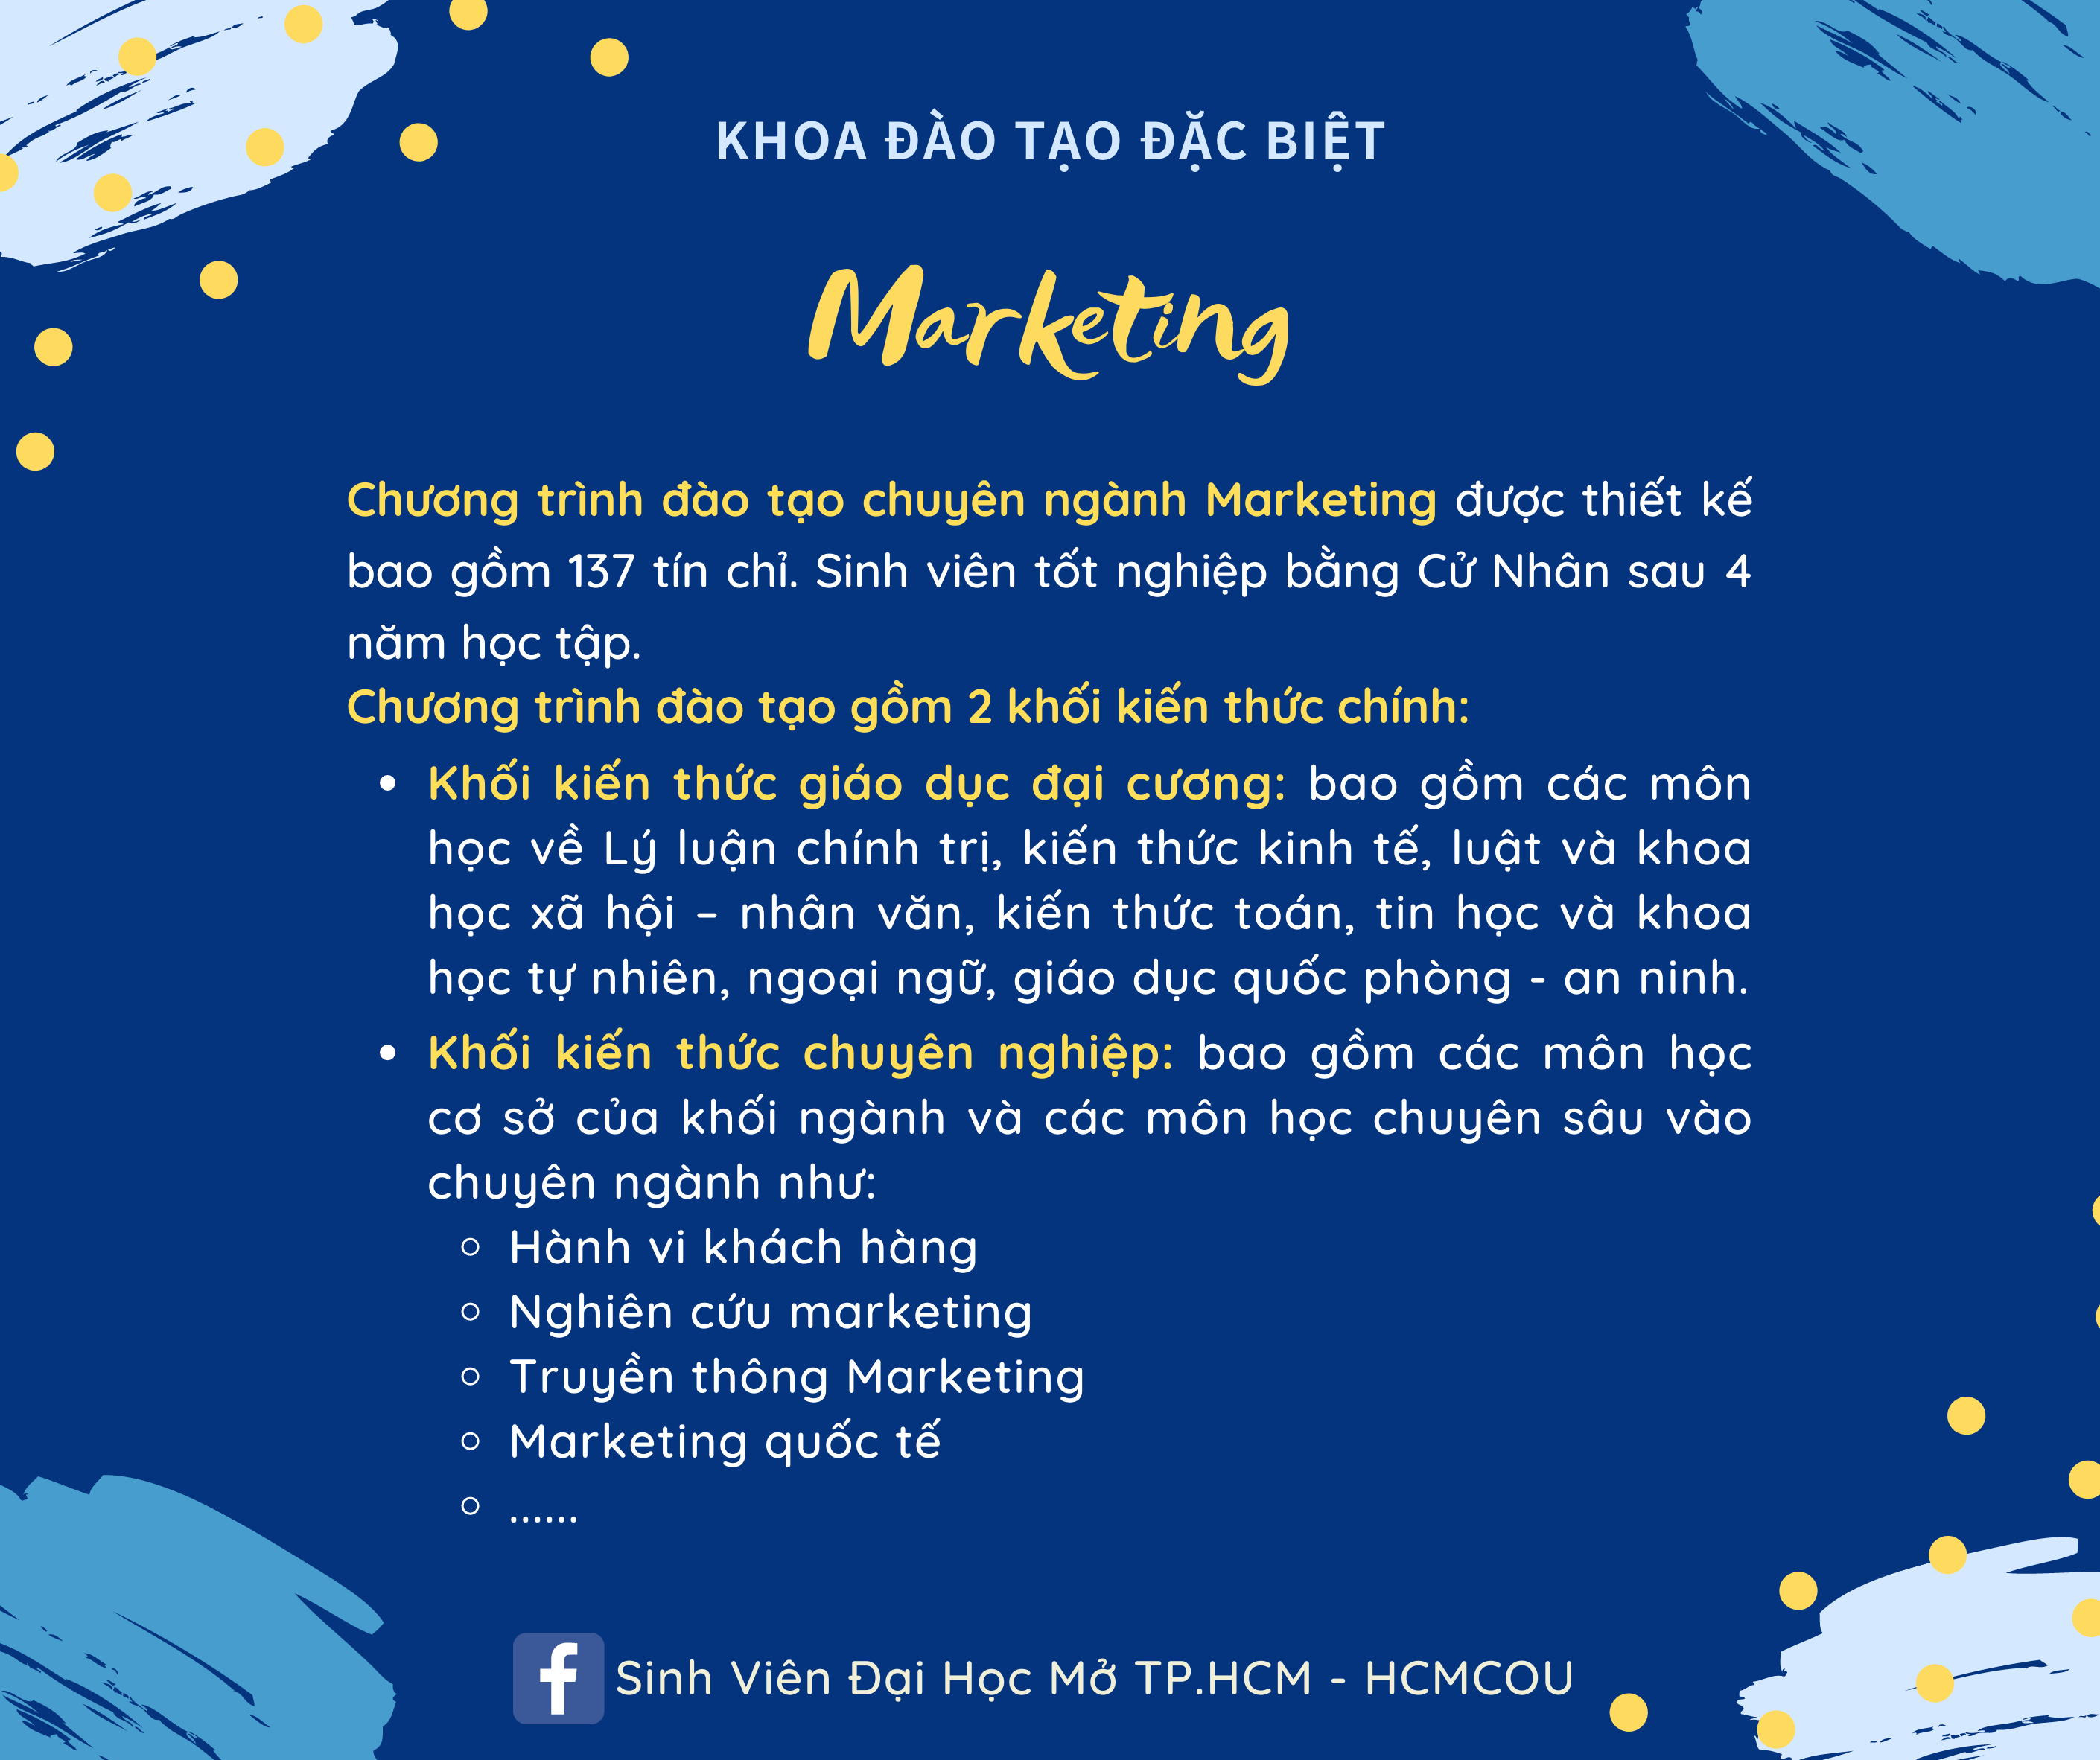 KHOA ĐÀO TẠO ĐẶC BIỆT
Marketing
Chương trình đào tạo chuyên ngành Marketing được thiết kế
bao gồm 137 tín chỉ. Sinh viên tốt nghiệp bằng Cử Nhân sau 4
năm học tập.
Chương trình đào tạo gồm 2 khối kiến thức chính:
• Khối kiến thức giáo dục đại cương: bao gồm các môn
học về Lý luận chính trị, kiến thức kinh tế, luật và khoa
học xã hội – nhân văn, kiến thức toán, tin học và khoa
học tự nhiên, ngoại ngữ, giáo dục quốc phòng - an ninh.
• Khối kiến thức chuyên nghiệp: bao gồm các môn học
cơ sở của khối ngành và các môn học chuyên sâu vào
chuyên ngành như:
○ Hành vi khách hàng
○ Nghiên cứu marketing
○ Truyền thông Marketing
○ Marketing quốc tế
○ ......
f Sinh Viên Đại Học Mở TP.HCM - HCMCOU